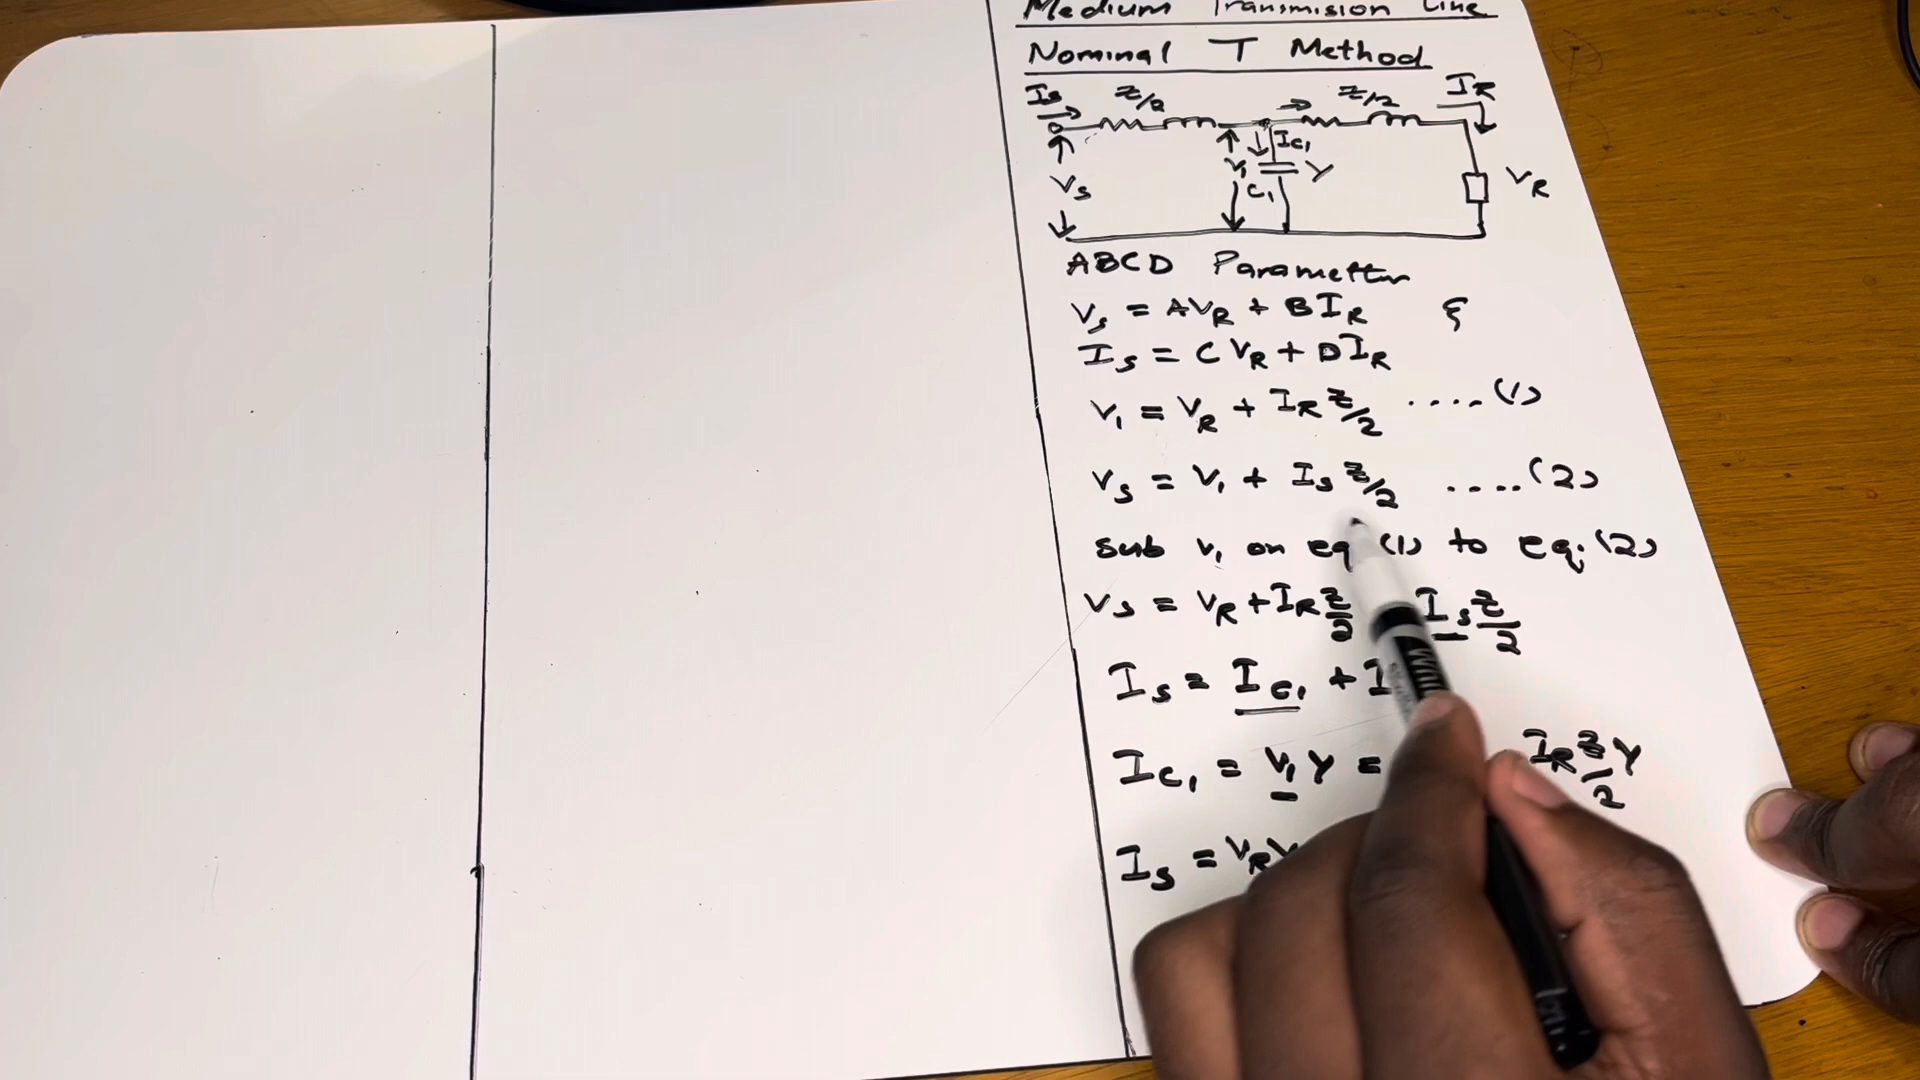 Medium Transmision Line
Nominal T Method
Is Z/2 Z/2 IR
Ic1
V1 Y
C1
Vs VR
ABCD Parametter
Vs = AVR + BIR &
Is = CVR + DIR
V1 = VR + IR Z/2 ....(1)
Vs = V1 + Is Z/2 ....(2)
Sub V1 on eq (1) to eq. (2)
Vs = VR + IR Z/2 Is Z/2
Is = Ic1 + I
Ic1 = V1Y = IR Z/2 Y
Is = VR